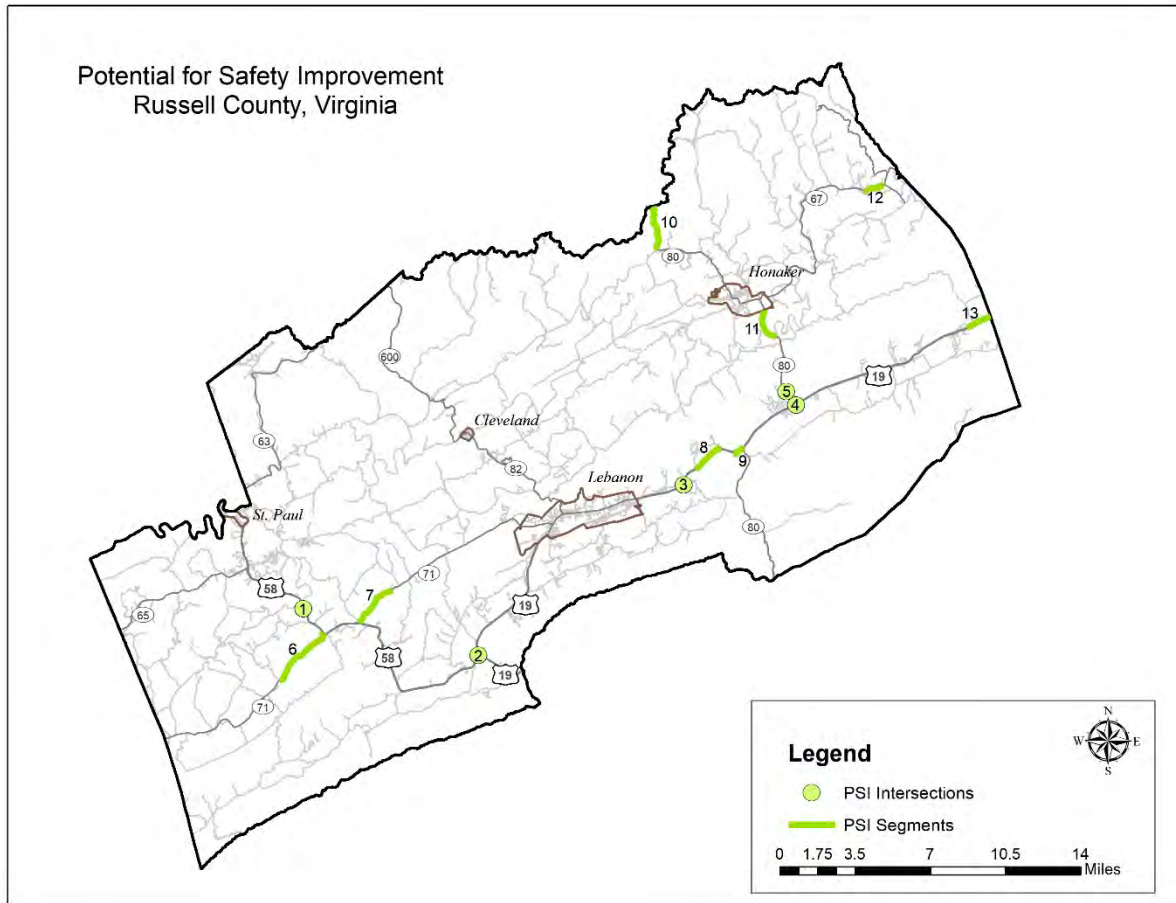 Potential for Safety Improvement
Russell County, Virginia
10
12
67
80
Honaker
13
11
600
80
19
5
4
Cleveland
63
8
9
82
Lebanon
3
St. Paul
80
71
7
58
19
65
1
6
58
2
19
71
Legend
PSI Intersections
PSI Segments
N
W
E
S
0 1.75 3.5 7 10.5 14
Miles